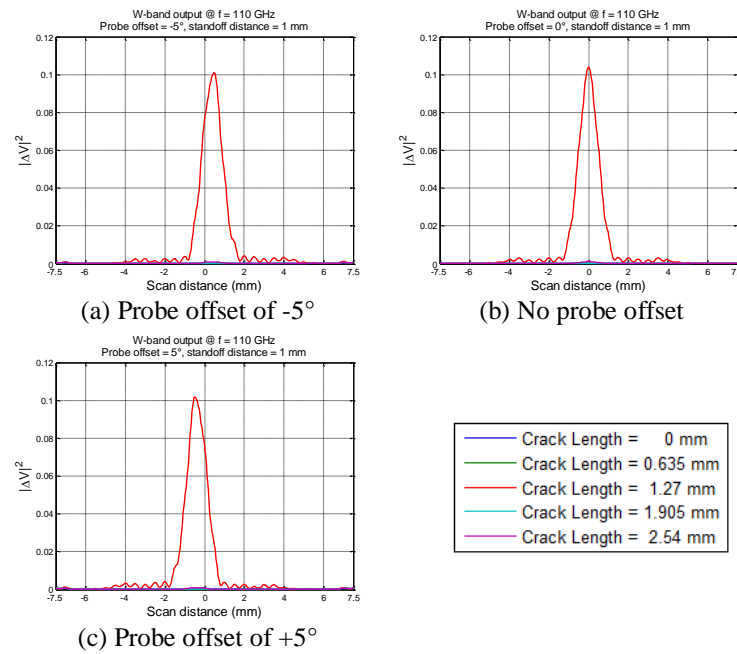 W-band output @ f = 110 GHz
Probe offset = -5°, standoff distance = 1 mm
0.12
0.1
0.08
0.06
0.04
0.02
0
|ΔV|²
-7.5 -6 -4 -2 0 2 4 6 7.5
Scan distance (mm)
(a) Probe offset of -5°
W-band output @ f = 110 GHz
Probe offset = 0°, standoff distance = 1 mm
0.12
0.1
0.08
0.06
0.04
0.02
0
|ΔV|²
-7.5 -6 -4 -2 0 2 4 6 7.5
Scan distance (mm)
(b) No probe offset
W-band output @ f = 110 GHz
Probe offset = 5°, standoff distance = 1 mm
0.12
0.1
0.08
0.06
0.04
0.02
0
|ΔV|²
-7.5 -6 -4 -2 0 2 4 6 7.5
Scan distance (mm)
(c) Probe offset of +5°
Crack Length = 0 mm
Crack Length = 0.635 mm
Crack Length = 1.27 mm
Crack Length = 1.905 mm
Crack Length = 2.54 mm